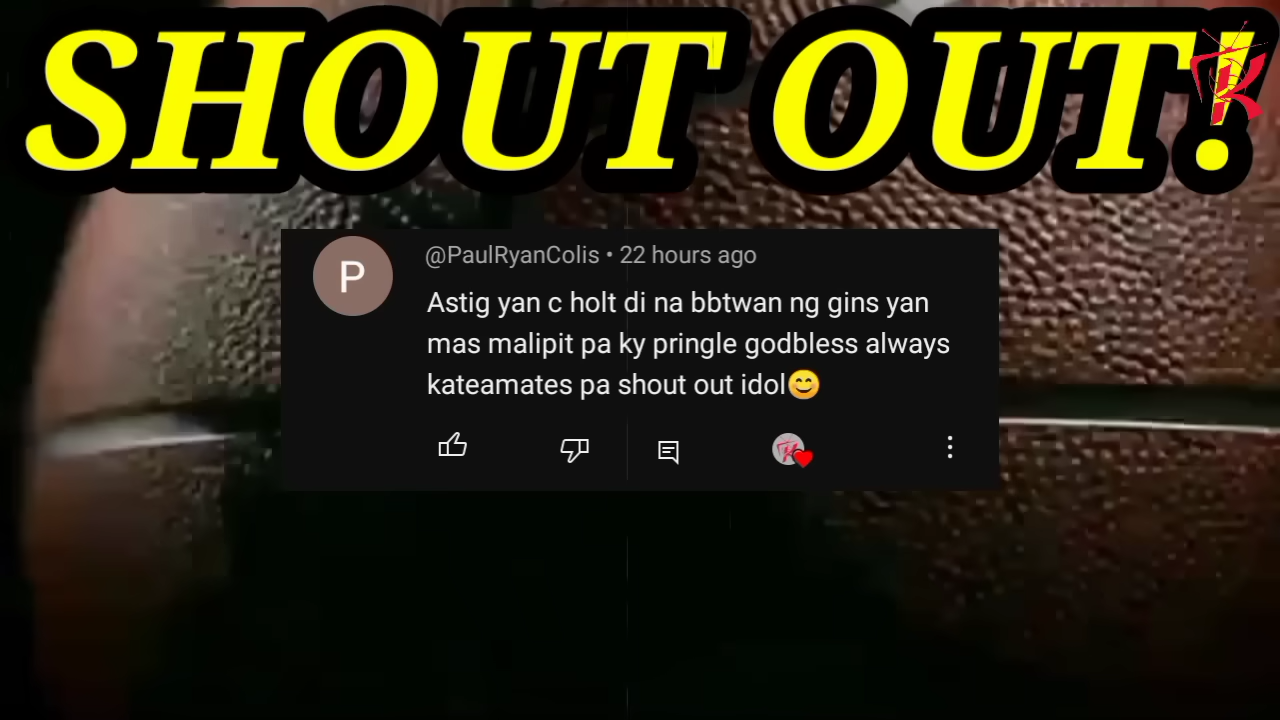 SHOUT OUT!
@PaulRyanColis • 22 hours ago
P
Astig yan c holt di na bbtwan ng gins yan
mas malipit pa ky pringle godbless always
kateamates pa shout out idol😄